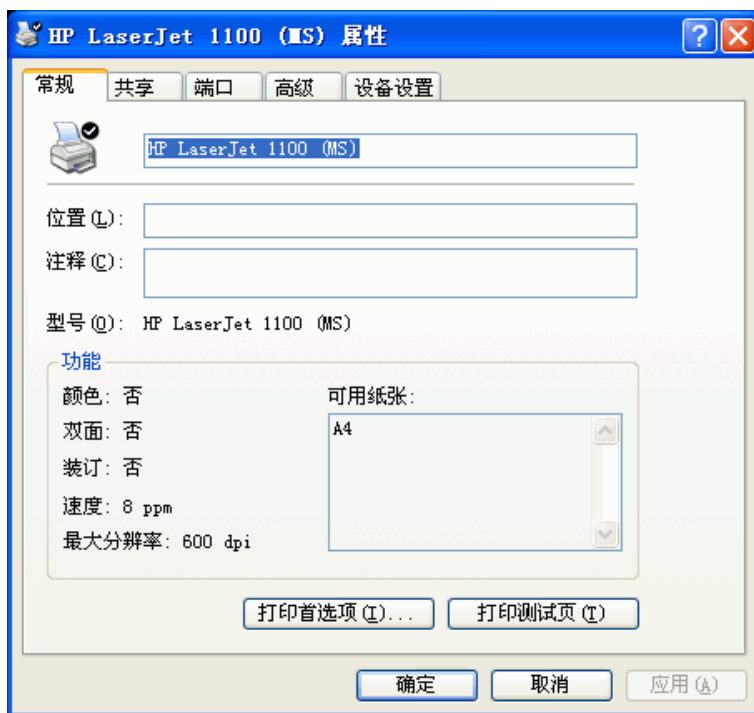 HP LaserJet 1100 (MS) 属性
常规 共享 端口 高级 设备设置
HP LaserJet 1100 (MS)
位置(L):
注释(C):
型号(O): HP LaserJet 1100 (MS)
功能
颜色: 否 可用纸张:
双面: 否 A4
装订: 否
速度: 8 ppm
最大分辨率: 600 dpi
打印首选项(I)... 打印测试页(T)
确定 取消 应用(A)